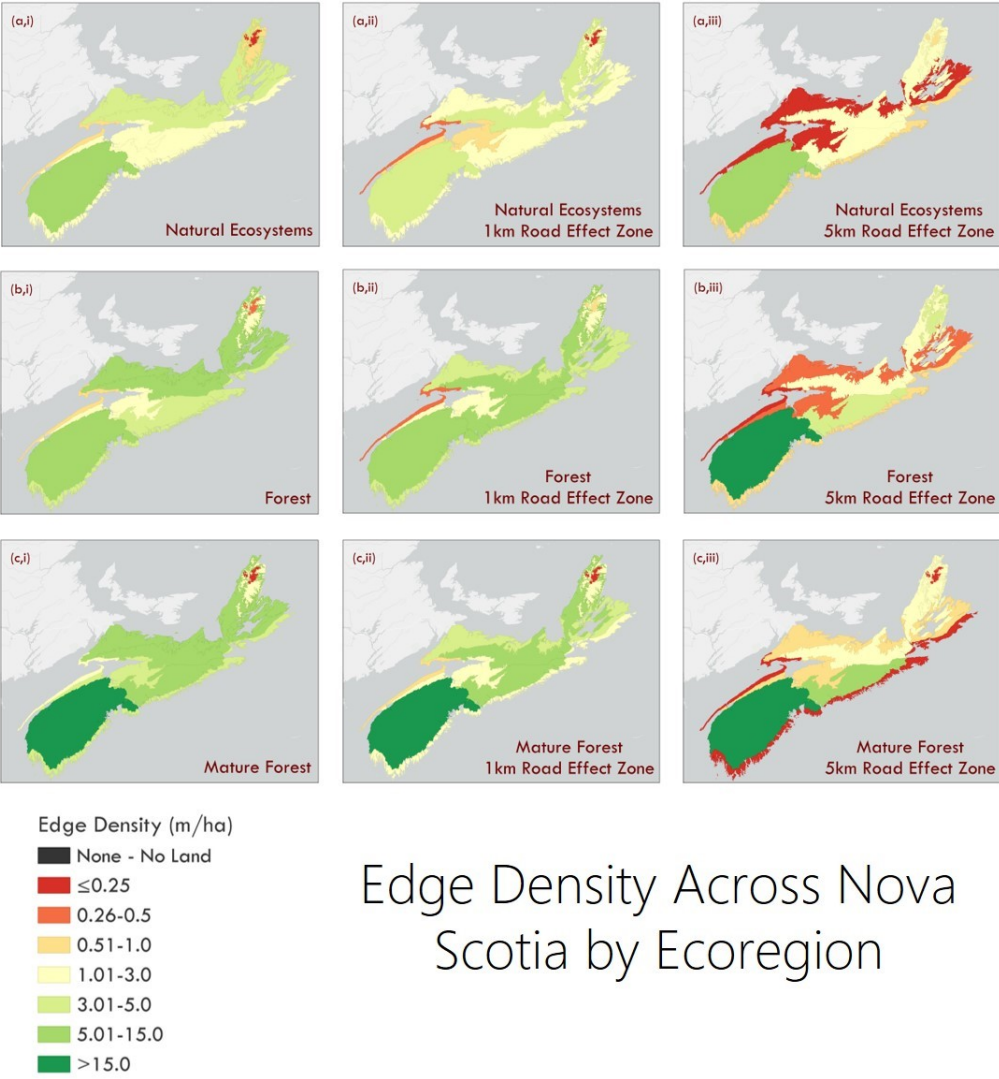 (a,i)
Natural Ecosystems
(a,ii)
Natural Ecosystems
1km Road Effect Zone
(a,iii)
Natural Ecosystems
5km Road Effect Zone
(b,i)
Forest
(b,ii)
Forest
1km Road Effect Zone
(b,iii)
Forest
5km Road Effect Zone
(c,i)
Mature Forest
(c,ii)
Mature Forest
1km Road Effect Zone
(c,iii)
Mature Forest
5km Road Effect Zone
Edge Density (m/ha)
None - No Land
≤0.25
0.26-0.5
0.51-1.0
1.01-3.0
3.01-5.0
5.01-15.0
>15.0
Edge Density Across Nova
Scotia by Ecoregion